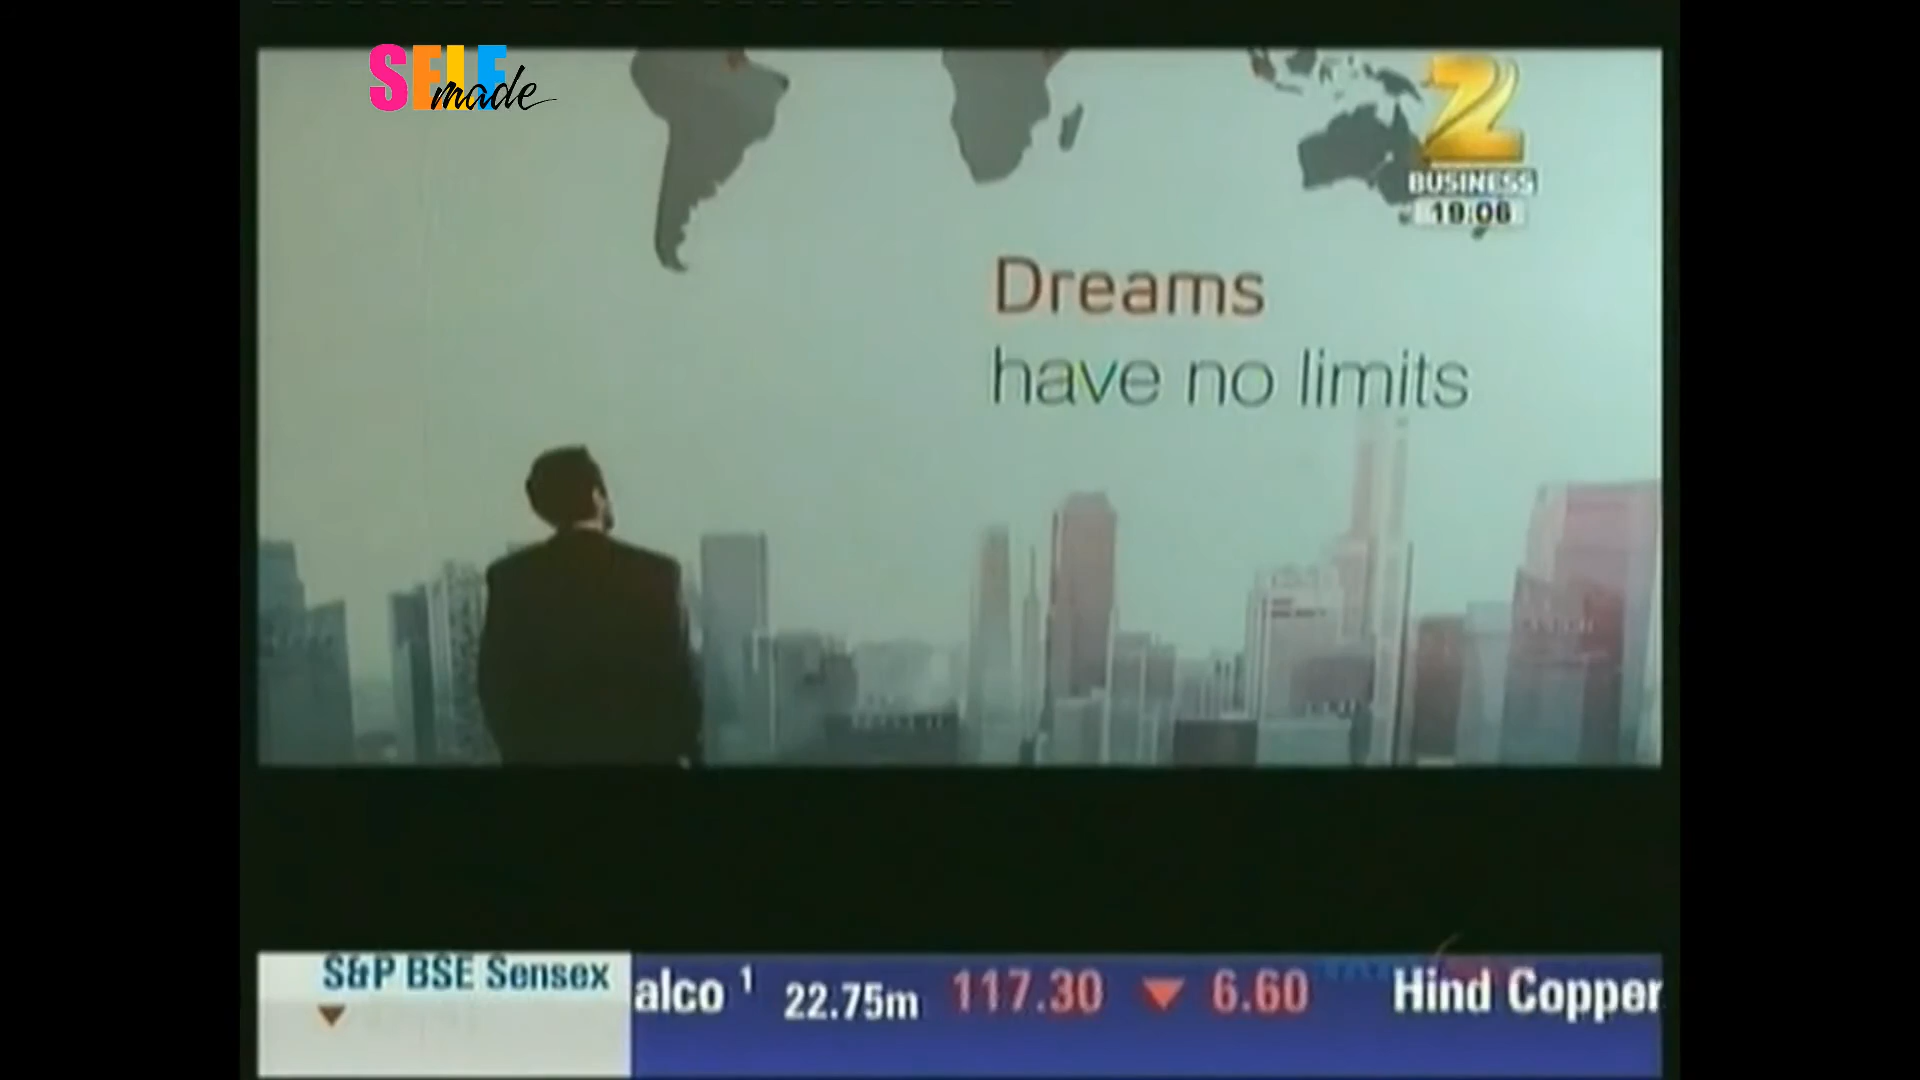 SELF
made
BUSINESS
19:06
Dreams
have no limits
S&P BSE Sensex
alco 1 22.75m 117.30 ▼ 6.60 Hind Copper